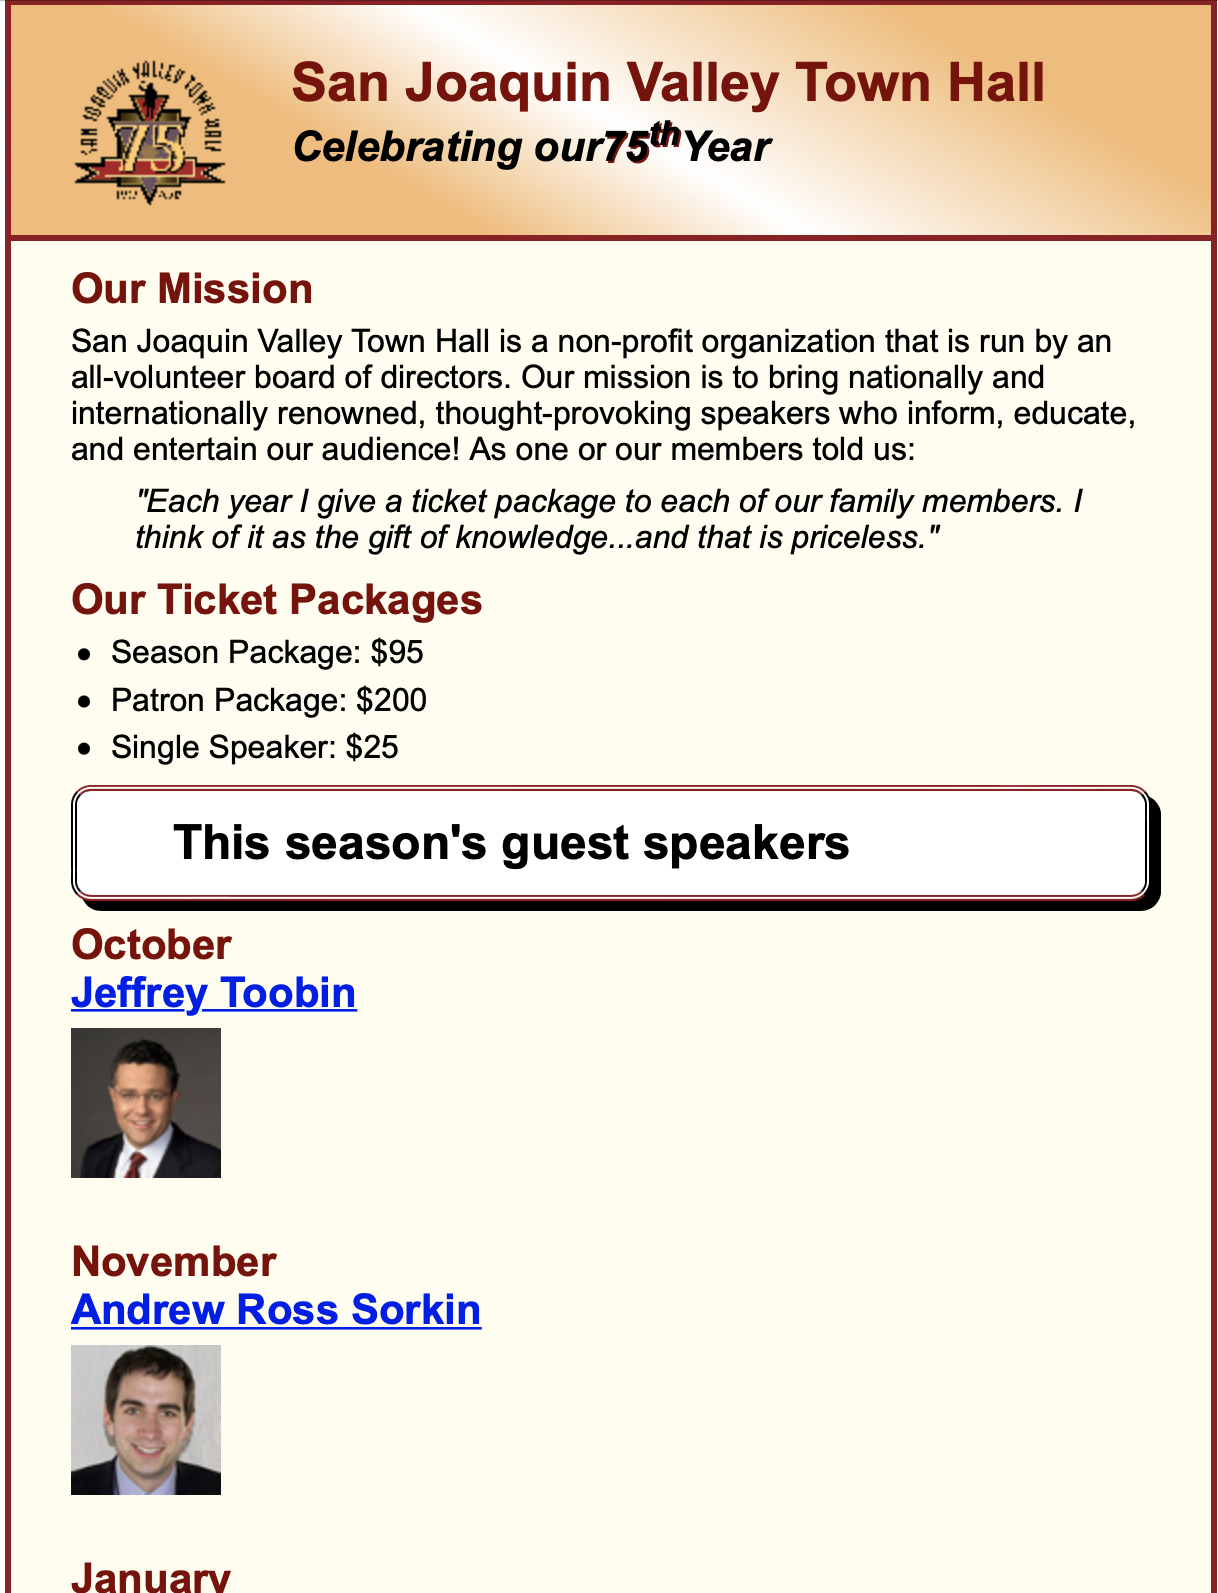 SAN JOAQUIN VALLEY TOWN HALL
75
San Joaquin Valley Town Hall
Celebrating our75thYear
Our Mission
San Joaquin Valley Town Hall is a non-profit organization that is run by an
all-volunteer board of directors. Our mission is to bring nationally and
internationally renowned, thought-provoking speakers who inform, educate,
and entertain our audience! As one or our members told us:
"Each year I give a ticket package to each of our family members. I
think of it as the gift of knowledge...and that is priceless."
Our Ticket Packages
• Season Package: $95
• Patron Package: $200
• Single Speaker: $25
This season's guest speakers
October
Jeffrey Toobin
November
Andrew Ross Sorkin
January